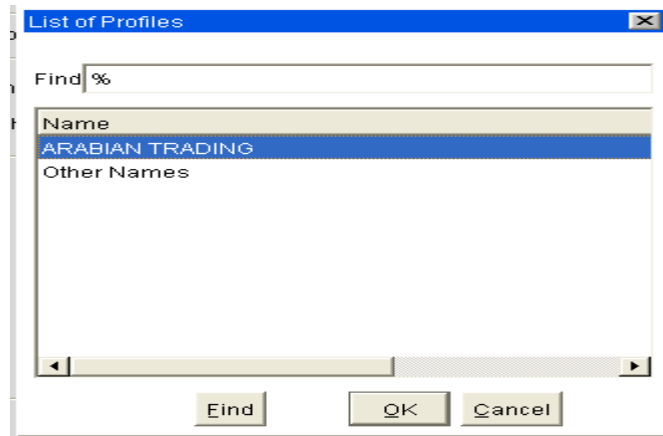 List of Profiles
Find %
Name
ARABIAN TRADING
Other Names
Find OK Cancel